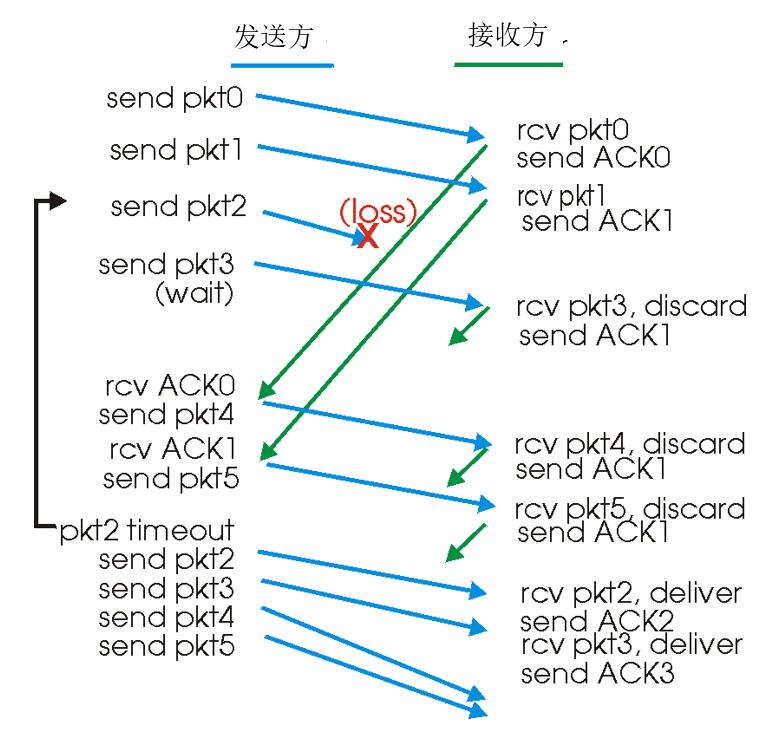 发送方
接收方
send pkt0
send pkt1
send pkt2
(loss)
X
send pkt3
(wait)
rcv ACK0
send pkt4
rcv ACK1
send pkt5
pkt2 timeout
send pkt2
send pkt3
send pkt4
send pkt5
rcv pkt0
send ACK0
rcv pkt1
send ACK1
rcv pkt3, discard
send ACK1
rcv pkt4, discard
send ACK1
rcv pkt5, discard
send ACK1
rcv pkt2, deliver
send ACK2
rcv pkt3, deliver
send ACK3